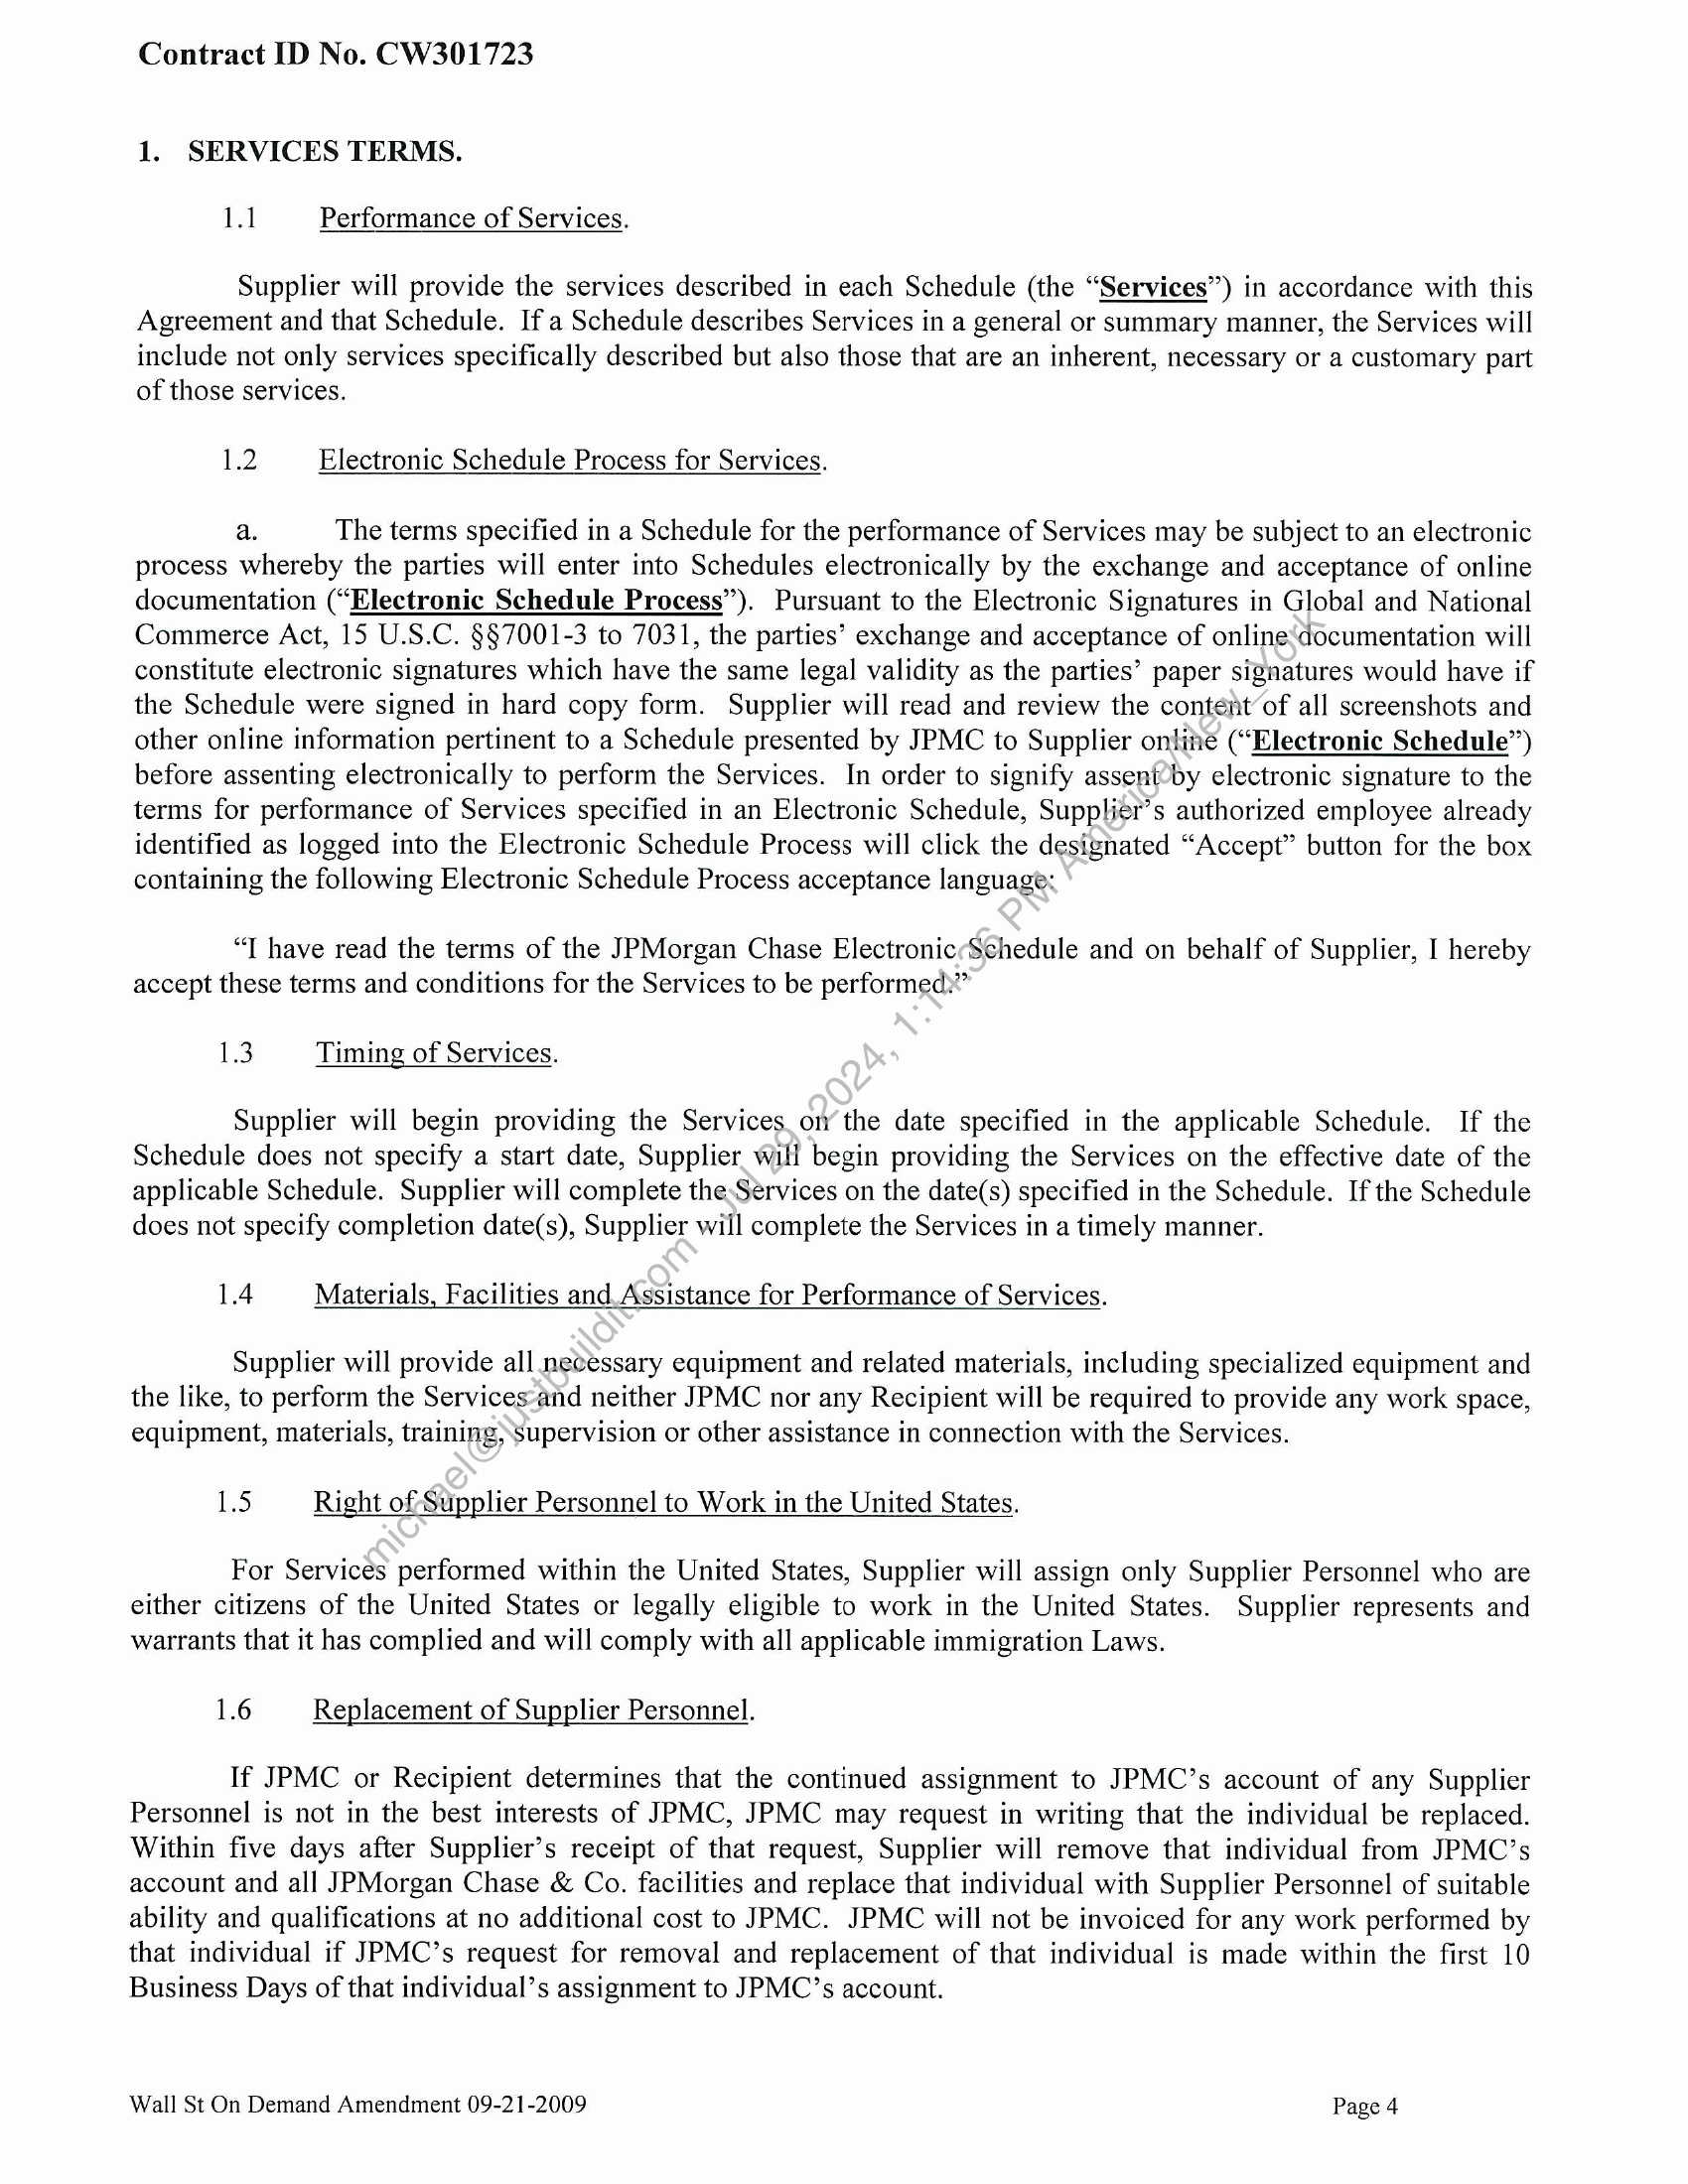 Contract ID No. CW301723
1. SERVICES TERMS.
1.1 Performance of Services.
Supplier will provide the services described in each Schedule (the “Services”) in accordance with this
Agreement and that Schedule. If a Schedule describes Services in a general or summary manner, the Services will
include not only services specifically described but also those that are an inherent, necessary or a customary part
of those services.
1.2 Electronic Schedule Process for Services.
a. The terms specified in a Schedule for the performance of Services may be subject to an electronic
process whereby the parties will enter into Schedules electronically by the exchange and acceptance of online
documentation (“Electronic Schedule Process”). Pursuant to the Electronic Signatures in Global and National
Commerce Act, 15 U.S.C. §§7001-3 to 7031, the parties’ exchange and acceptance of online documentation will
constitute electronic signatures which have the same legal validity as the parties’ paper signatures would have if
the Schedule were signed in hard copy form. Supplier will read and review the content of all screenshots and
other online information pertinent to a Schedule presented by JPMC to Supplier online (“Electronic Schedule”)
before assenting electronically to perform the Services. In order to signify assent by electronic signature to the
terms for performance of Services specified in an Electronic Schedule, Supplier’s authorized employee already
identified as logged into the Electronic Schedule Process will click the designated “Accept” button for the box
containing the following Electronic Schedule Process acceptance language:
“I have read the terms of the JPMorgan Chase Electronic Schedule and on behalf of Supplier, I hereby
accept these terms and conditions for the Services to be performed.”
1.3 Timing of Services.
Supplier will begin providing the Services on the date specified in the applicable Schedule. If the
Schedule does not specify a start date, Supplier will begin providing the Services on the effective date of the
applicable Schedule. Supplier will complete the Services on the date(s) specified in the Schedule. If the Schedule
does not specify completion date(s), Supplier will complete the Services in a timely manner.
1.4 Materials, Facilities and Assistance for Performance of Services.
Supplier will provide all necessary equipment and related materials, including specialized equipment and
the like, to perform the Services and neither JPMC nor any Recipient will be required to provide any work space,
equipment, materials, training, supervision or other assistance in connection with the Services.
1.5 Right of Supplier Personnel to Work in the United States.
For Services performed within the United States, Supplier will assign only Supplier Personnel who are
either citizens of the United States or legally eligible to work in the United States. Supplier represents and
warrants that it has complied and will comply with all applicable immigration Laws.
1.6 Replacement of Supplier Personnel.
If JPMC or Recipient determines that the continued assignment to JPMC’s account of any Supplier
Personnel is not in the best interests of JPMC, JPMC may request in writing that the individual be replaced.
Within five days after Supplier’s receipt of that request, Supplier will remove that individual from JPMC’s
account and all JPMorgan Chase & Co. facilities and replace that individual with Supplier Personnel of suitable
ability and qualifications at no additional cost to JPMC. JPMC will not be invoiced for any work performed by
that individual if JPMC’s request for removal and replacement of that individual is made within the first 10
Business Days of that individual’s assignment to JPMC’s account.
Wall St On Demand Amendment 09-21-2009 Page 4
michael@justbuildit.com - Jul 29, 2024, 1:14:36 PM America/New_York